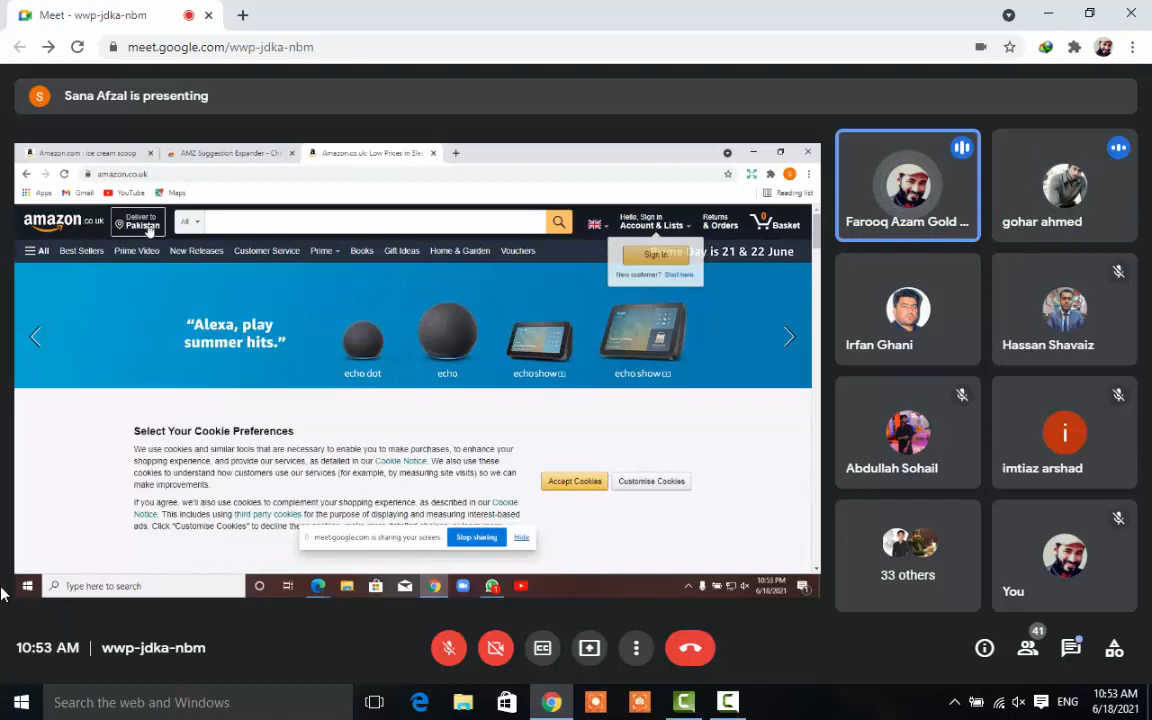 Meet - wwp-jdka-nbm
meet.google.com/wwp-jdka-nbm
S
Sana Afzal is presenting
Amazon.com : ice cream scoop
AMZ Suggestion Expander - Ch
Amazon.co.uk: Low Prices in Ele
amazon.co.uk
Apps
Gmail
YouTube
Maps
Reading list
amazon.co.uk
Deliver to
Pakistan
All
Hello, Sign in
Account & Lists
Returns
& Orders
0
Basket
All
Best Sellers
Prime Video
New Releases
Customer Service
Prime
Books
Gift Ideas
Home & Garden
Vouchers
Day is 21 & 22 June
Sign in
New customer? Start here.
“Alexa, play
summer hits.”
echo dot
echo
echo show 5
echo show 8
Select Your Cookie Preferences
We use cookies and similar tools that are necessary to enable you to make purchases, to enhance your
shopping experience, and provide our services, as detailed in our Cookie Notice. We also use these
cookies to understand how customers use our services (for example, by measuring site visits) so we can
make improvements.
If you agree, we'll also use cookies to complement your shopping experience, as described in our Cookie
Notice. This includes using third party cookies for the purpose of displaying and measuring interest-based
ads. Click "Customise Cookies" to decline
Accept Cookies
Customise Cookies
meet.google.com is sharing your screen.
Stop sharing
Hide
Type here to search
10:53 PM
6/18/2021
Farooq Azam Gold ...
gohar ahmed
Irfan Ghani
Hassan Shavaiz
Abdullah Sohail
i
imtiaz arshad
33 others
You
10:53 AM
wwp-jdka-nbm
41
Search the web and Windows
ENG
10:53 AM
6/18/2021